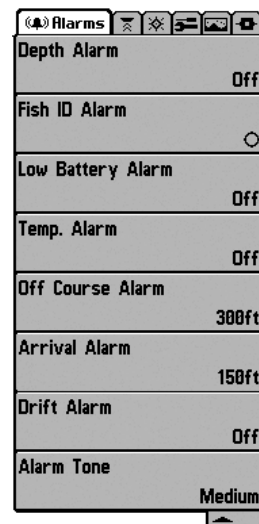 Alarms
Depth Alarm
Off
Fish ID Alarm
Low Battery Alarm
Off
Temp. Alarm
Off
Off Course Alarm
300ft
Arrival Alarm
150ft
Drift Alarm
Off
Alarm Tone
Medium